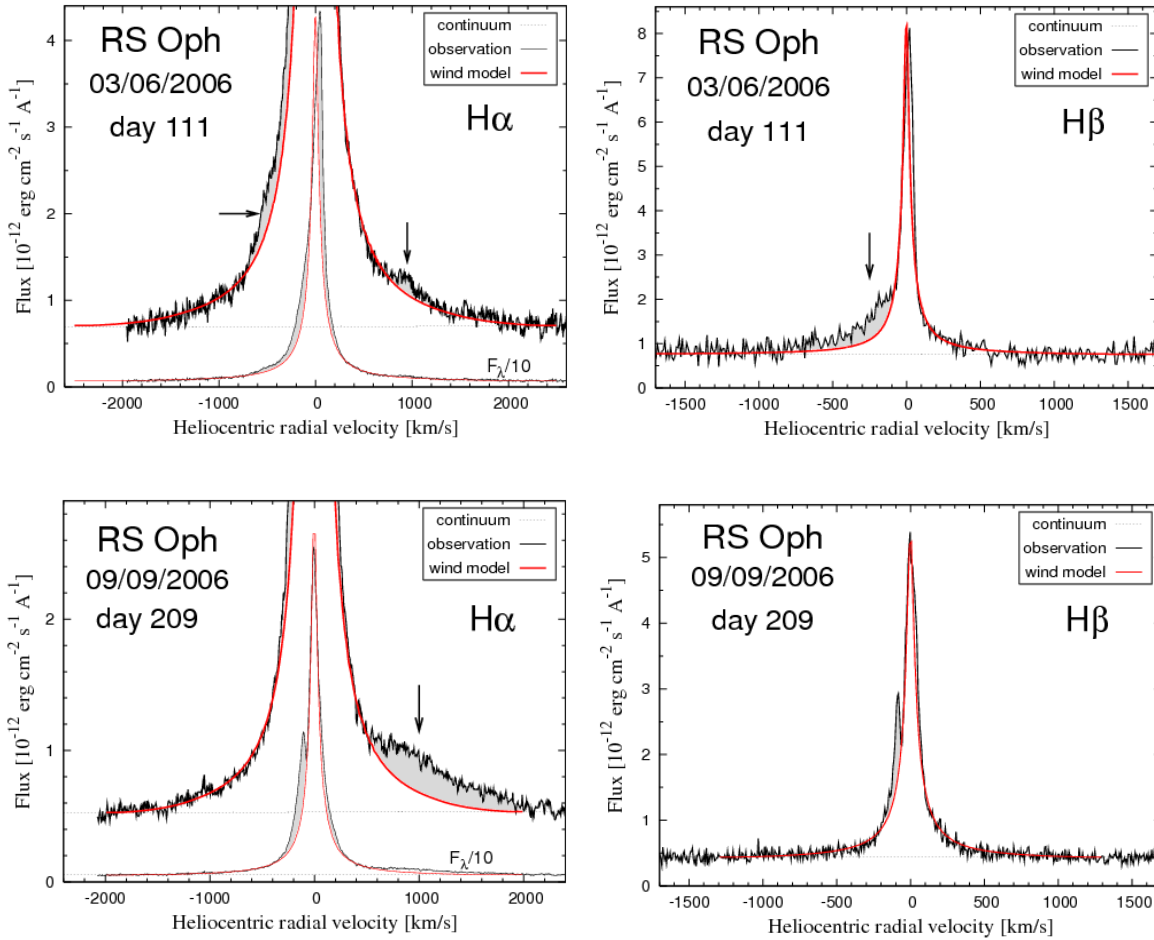 RS Oph
03/06/2006
day 111
continuum
observation
wind model
Hα
Fλ/10
Flux [10-12 erg cm-2 s-1 A-1]
0
1
2
3
4
-2000
-1000
0
1000
2000
Heliocentric radial velocity [km/s]
RS Oph
03/06/2006
day 111
continuum
observation
wind model
Hβ
Flux [10-12 erg cm-2 s-1 A-1]
0
1
2
3
4
5
6
7
8
-1500
-1000
-500
0
500
1000
1500
Heliocentric radial velocity [km/s]
RS Oph
09/09/2006
day 209
continuum
observation
wind model
Hα
Fλ/10
Flux [10-12 erg cm-2 s-1 A-1]
0
1
2
-2000
-1000
0
1000
2000
Heliocentric radial velocity [km/s]
RS Oph
09/09/2006
day 209
continuum
observation
wind model
Hβ
Flux [10-12 erg cm-2 s-1 A-1]
0
1
2
3
4
5
-1500
-1000
-500
0
500
1000
1500
Heliocentric radial velocity [km/s]